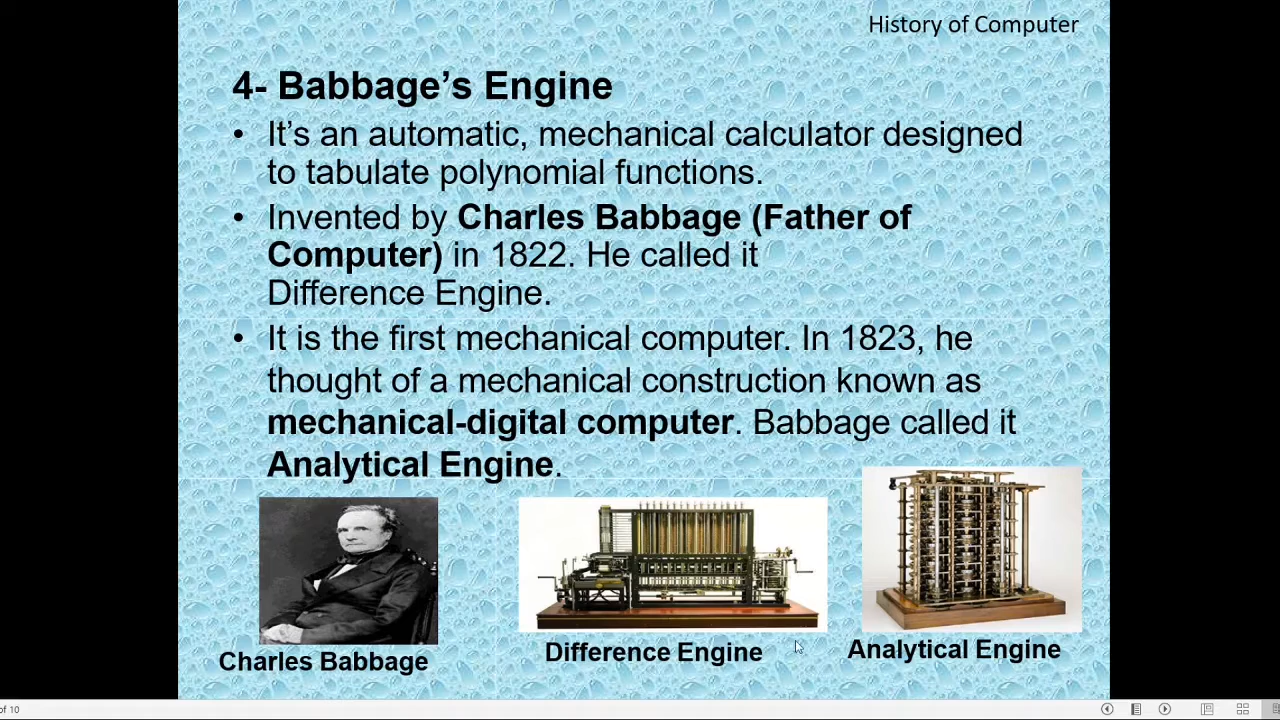 History of Computer
4- Babbage’s Engine
• It’s an automatic, mechanical calculator designed
to tabulate polynomial functions.
• Invented by Charles Babbage (Father of
Computer) in 1822. He called it
Difference Engine.
• It is the first mechanical computer. In 1823, he
thought of a mechanical construction known as
mechanical-digital computer. Babbage called it
Analytical Engine.
Charles Babbage
Difference Engine
Analytical Engine
of 10